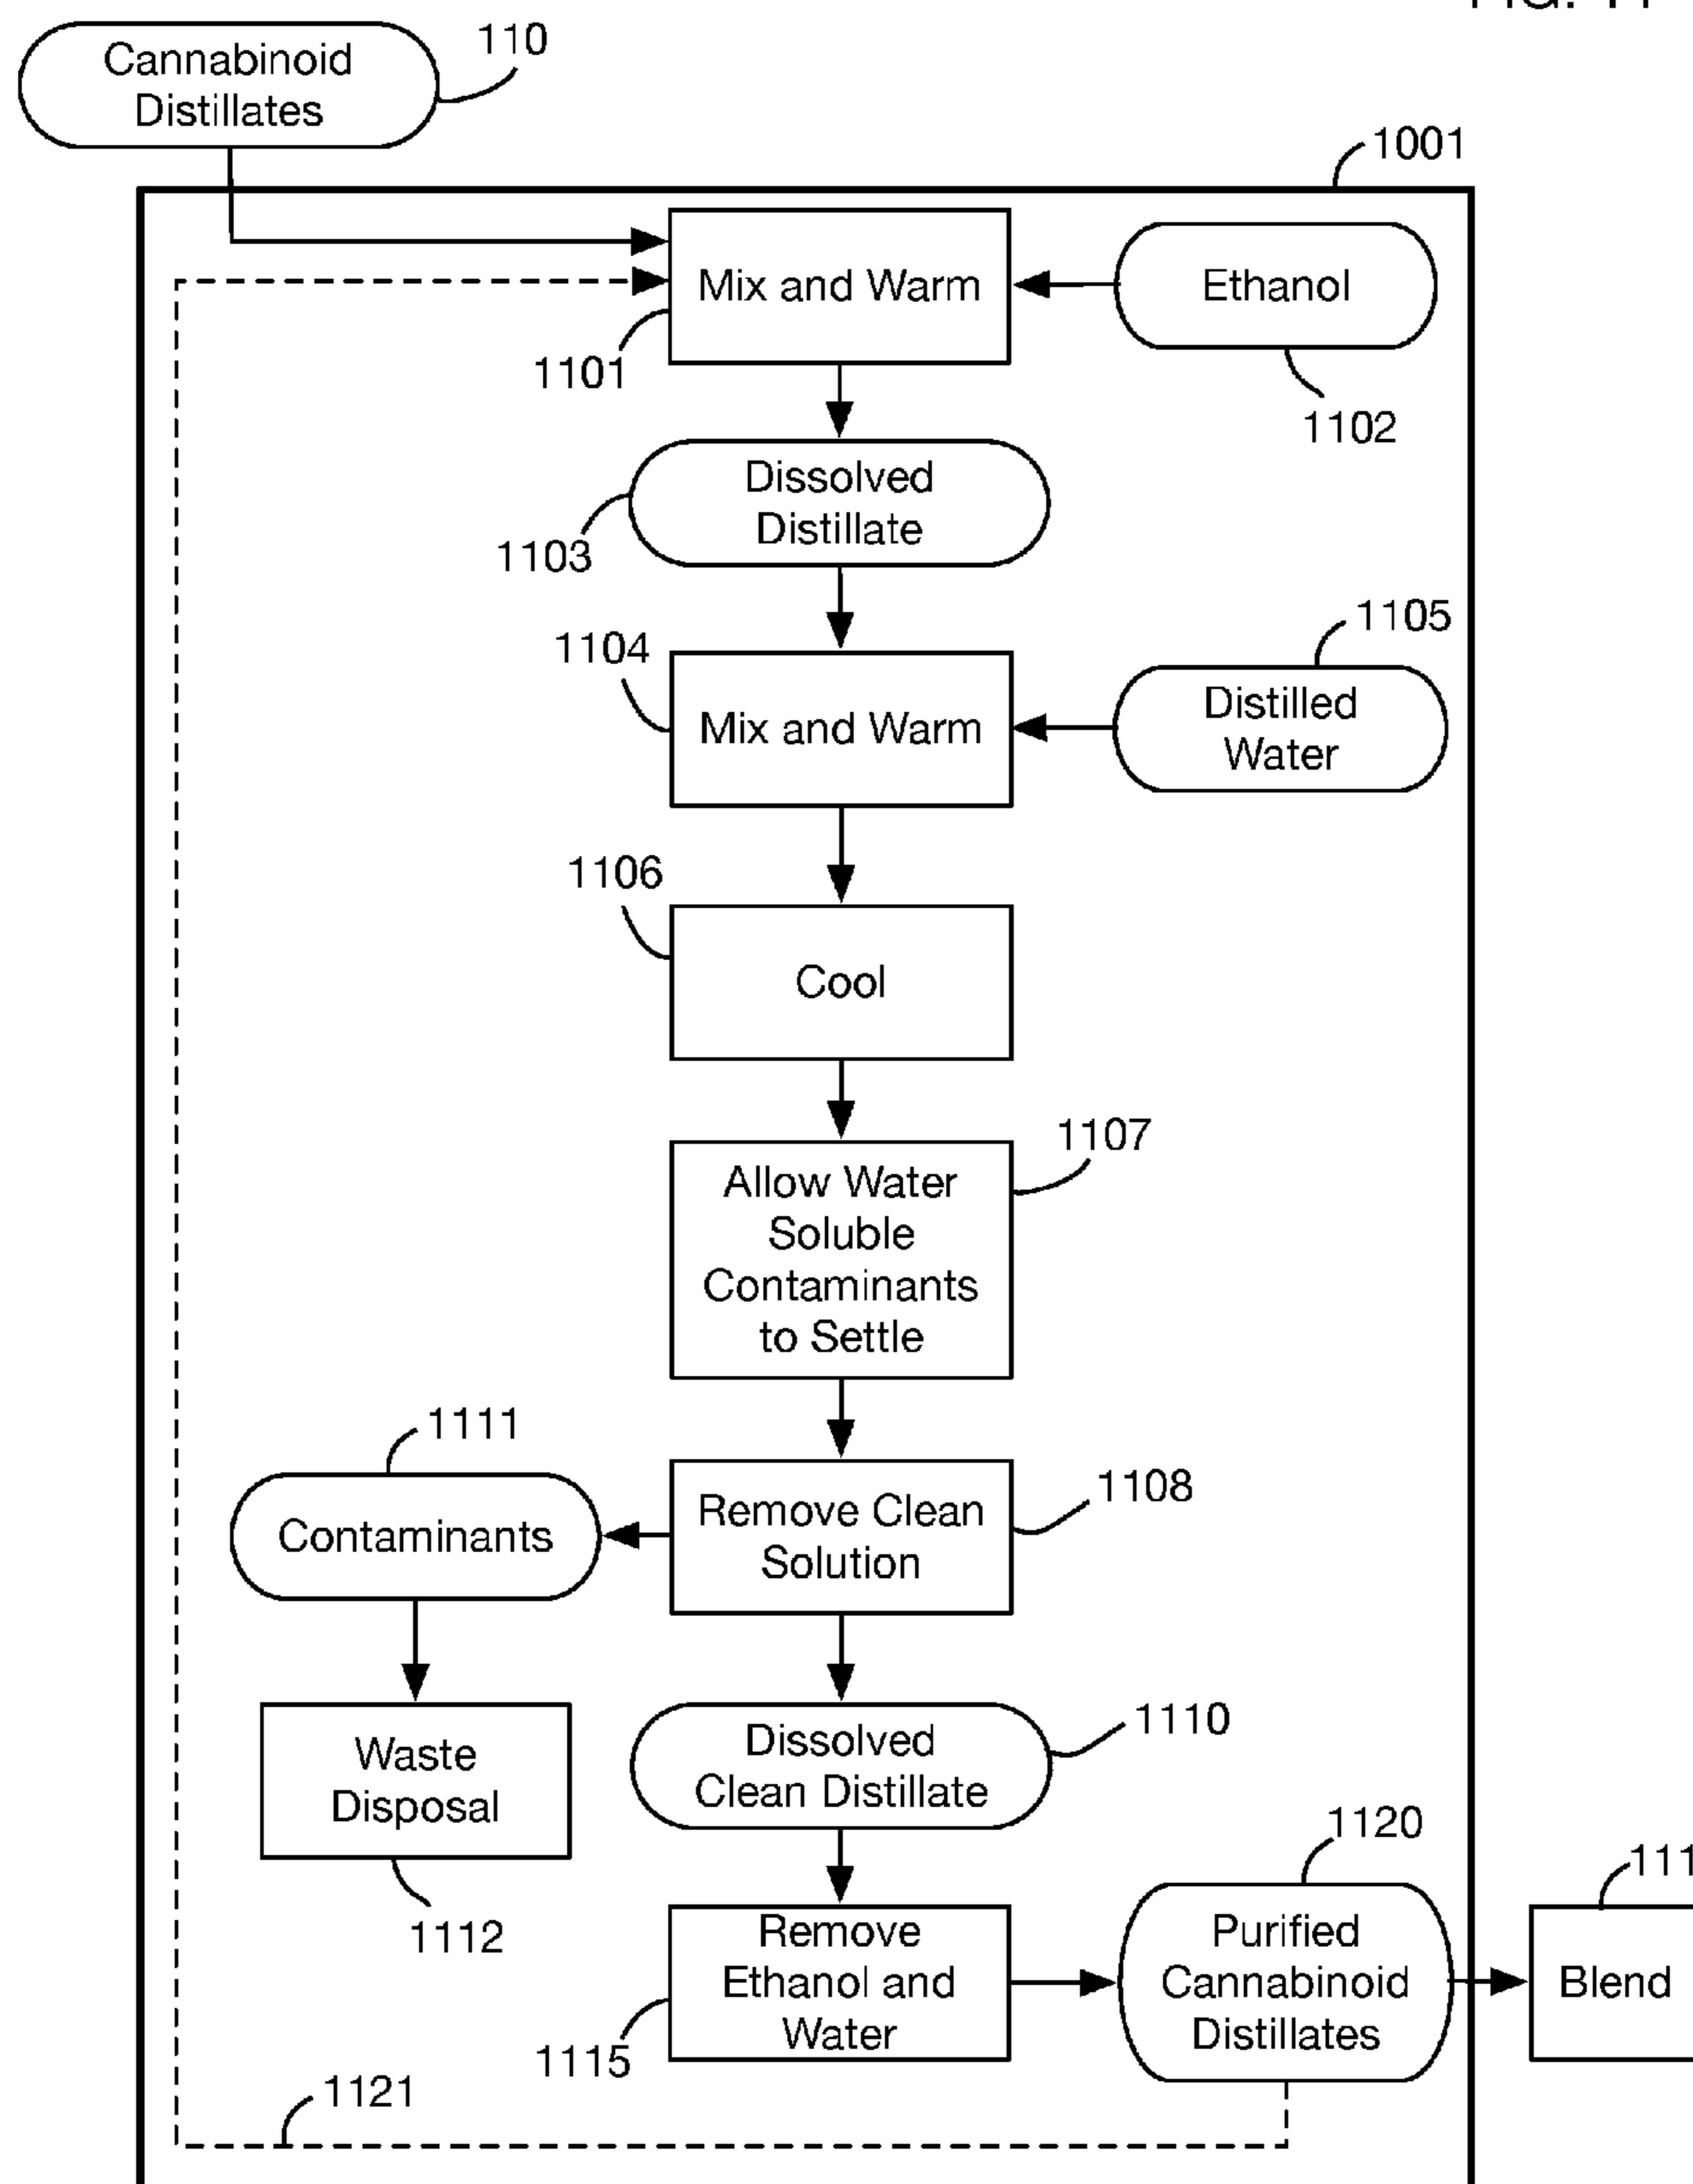 110
Cannabinoid
Distillates
1001
Mix and Warm
Ethanol
1101
1102
Dissolved
Distillate
1103
1105
1104
Mix and Warm
Distilled
Water
1106
Cool
1107
Allow Water
Soluble
Contaminants
to Settle
1111
Contaminants
Remove Clean
Solution
1108
Dissolved
Clean Distillate
1110
Waste
Disposal
1112
1120
Remove
Ethanol and
Water
1115
Purified
Cannabinoid
Distillates
Blend
1121